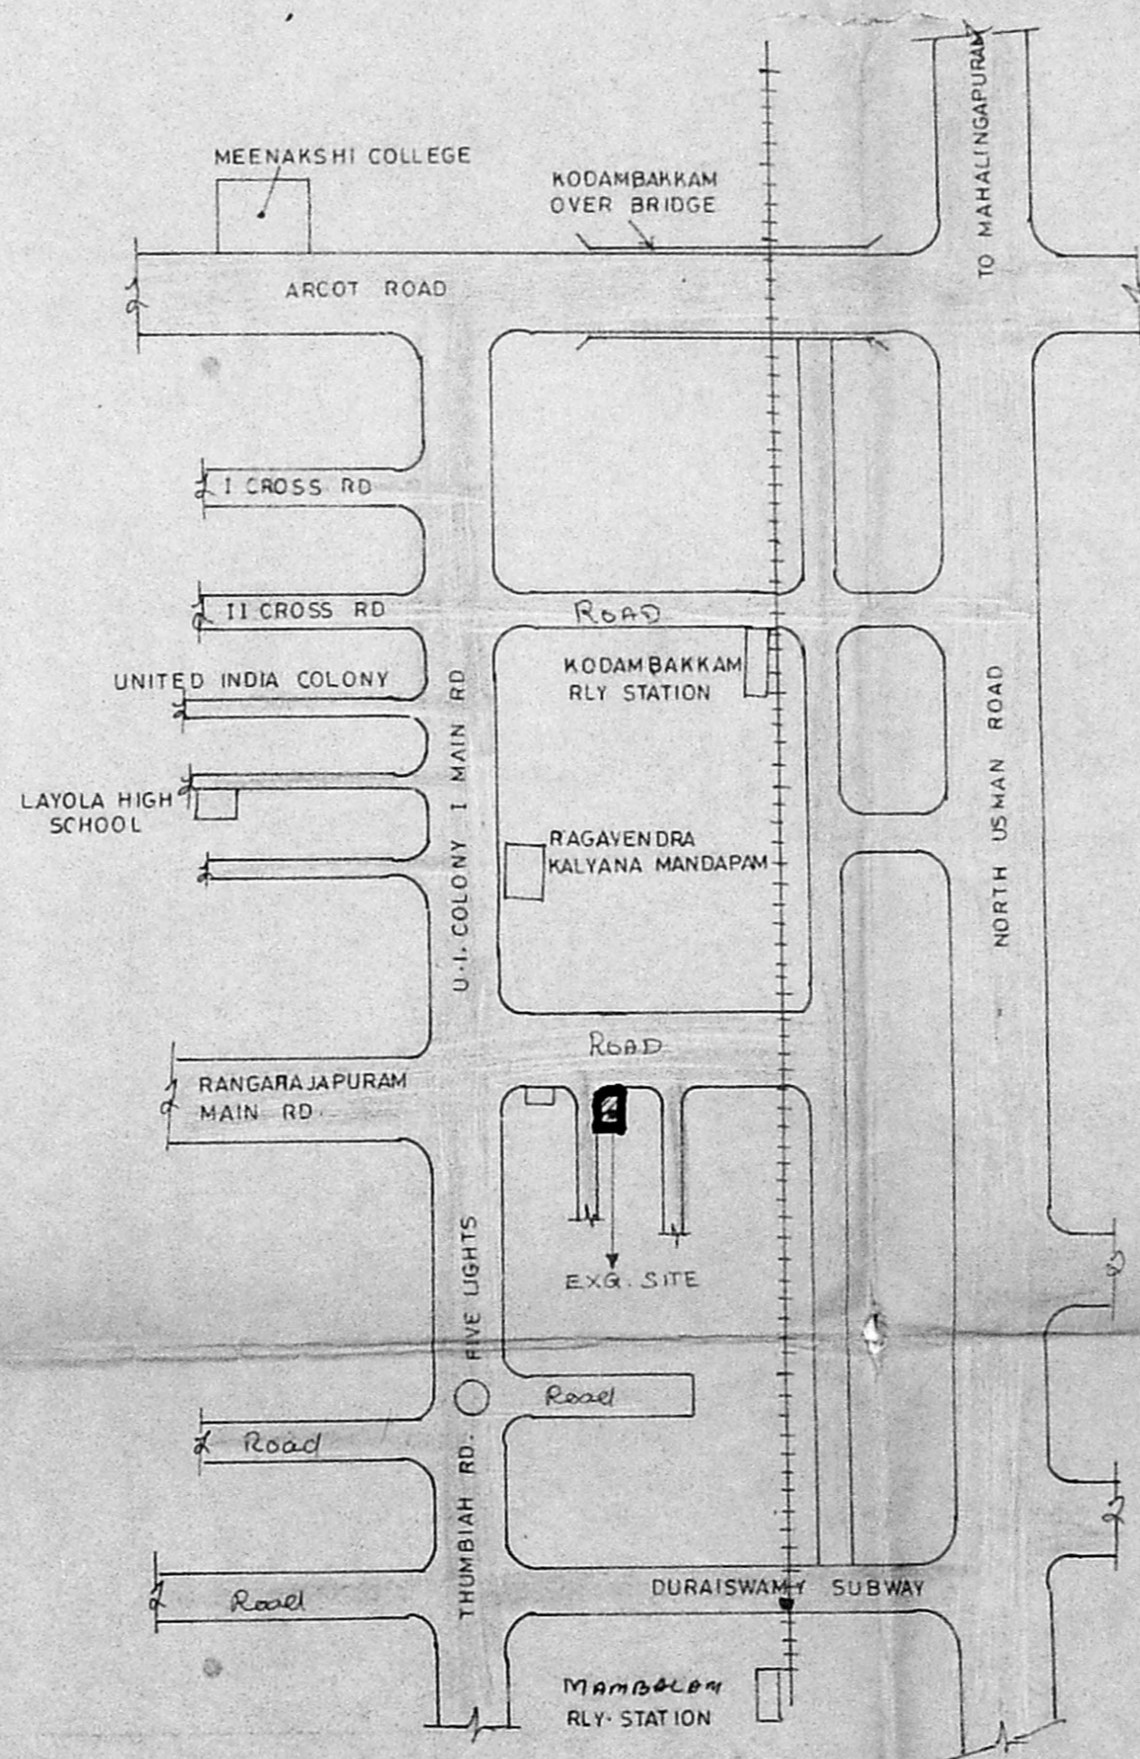 MEENAKSHI COLLEGE
KODAMBAKKAM
OVER BRIDGE
TO MAHALINGAPURAM
ARCOT ROAD
I CROSS RD
II CROSS RD
ROAD
KODAMBAKKAM
RLY STATION
UNITED INDIA COLONY
U.I. COLONY I MAIN RD
NORTH USMAN ROAD
LAYOLA HIGH
SCHOOL
RAGAVENDRA
KALYANA MANDAPAM
ROAD
RANGARAJAPURAM
MAIN RD
EXG. SITE
FIVE LIGHTS
Road
Road
THUMBIAH RD.
Road
DURAISWAMY SUBWAY
MAMBALAM
RLY. STATION